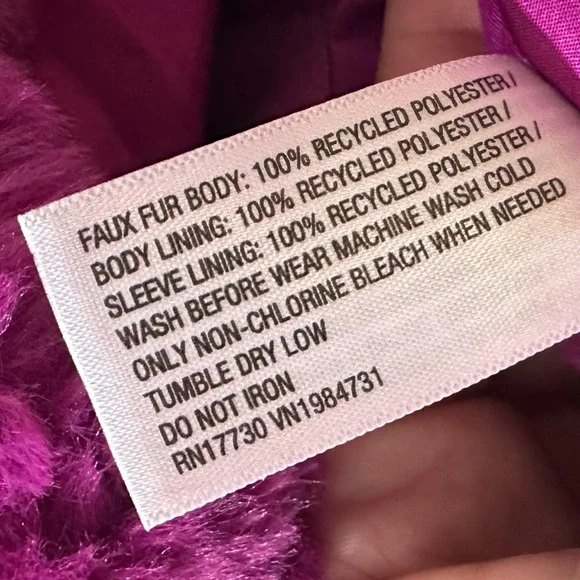 FAUX FUR BODY: 100% RECYCLED POLYESTER /
BODY LINING: 100% RECYCLED POLYESTER /
SLEEVE LINING: 100% RECYCLED POLYESTER /
WASH BEFORE WEAR MACHINE WASH COLD
ONLY NON-CHLORINE BLEACH WHEN NEEDED
TUMBLE DRY LOW
DO NOT IRON
RN17730 VN1984731